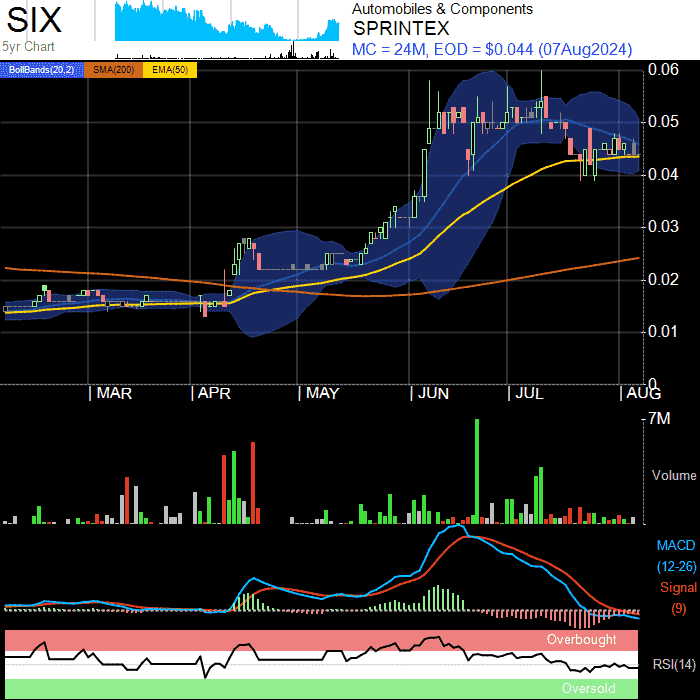 SIX
5yr Chart
Automobiles & Components
SPRINTEX
MC = 24M, EOD = $0.044 (07Aug2024)
BollBands(20,2) SMA(200) EMA(50)
0.06
0.05
0.04
0.03
0.02
0.01
0
| MAR | APR | MAY | JUN | JUL | AUG
7M
Volume
MACD
(12-26)
Signal
(9)
Overbought
RSI(14)
Oversold